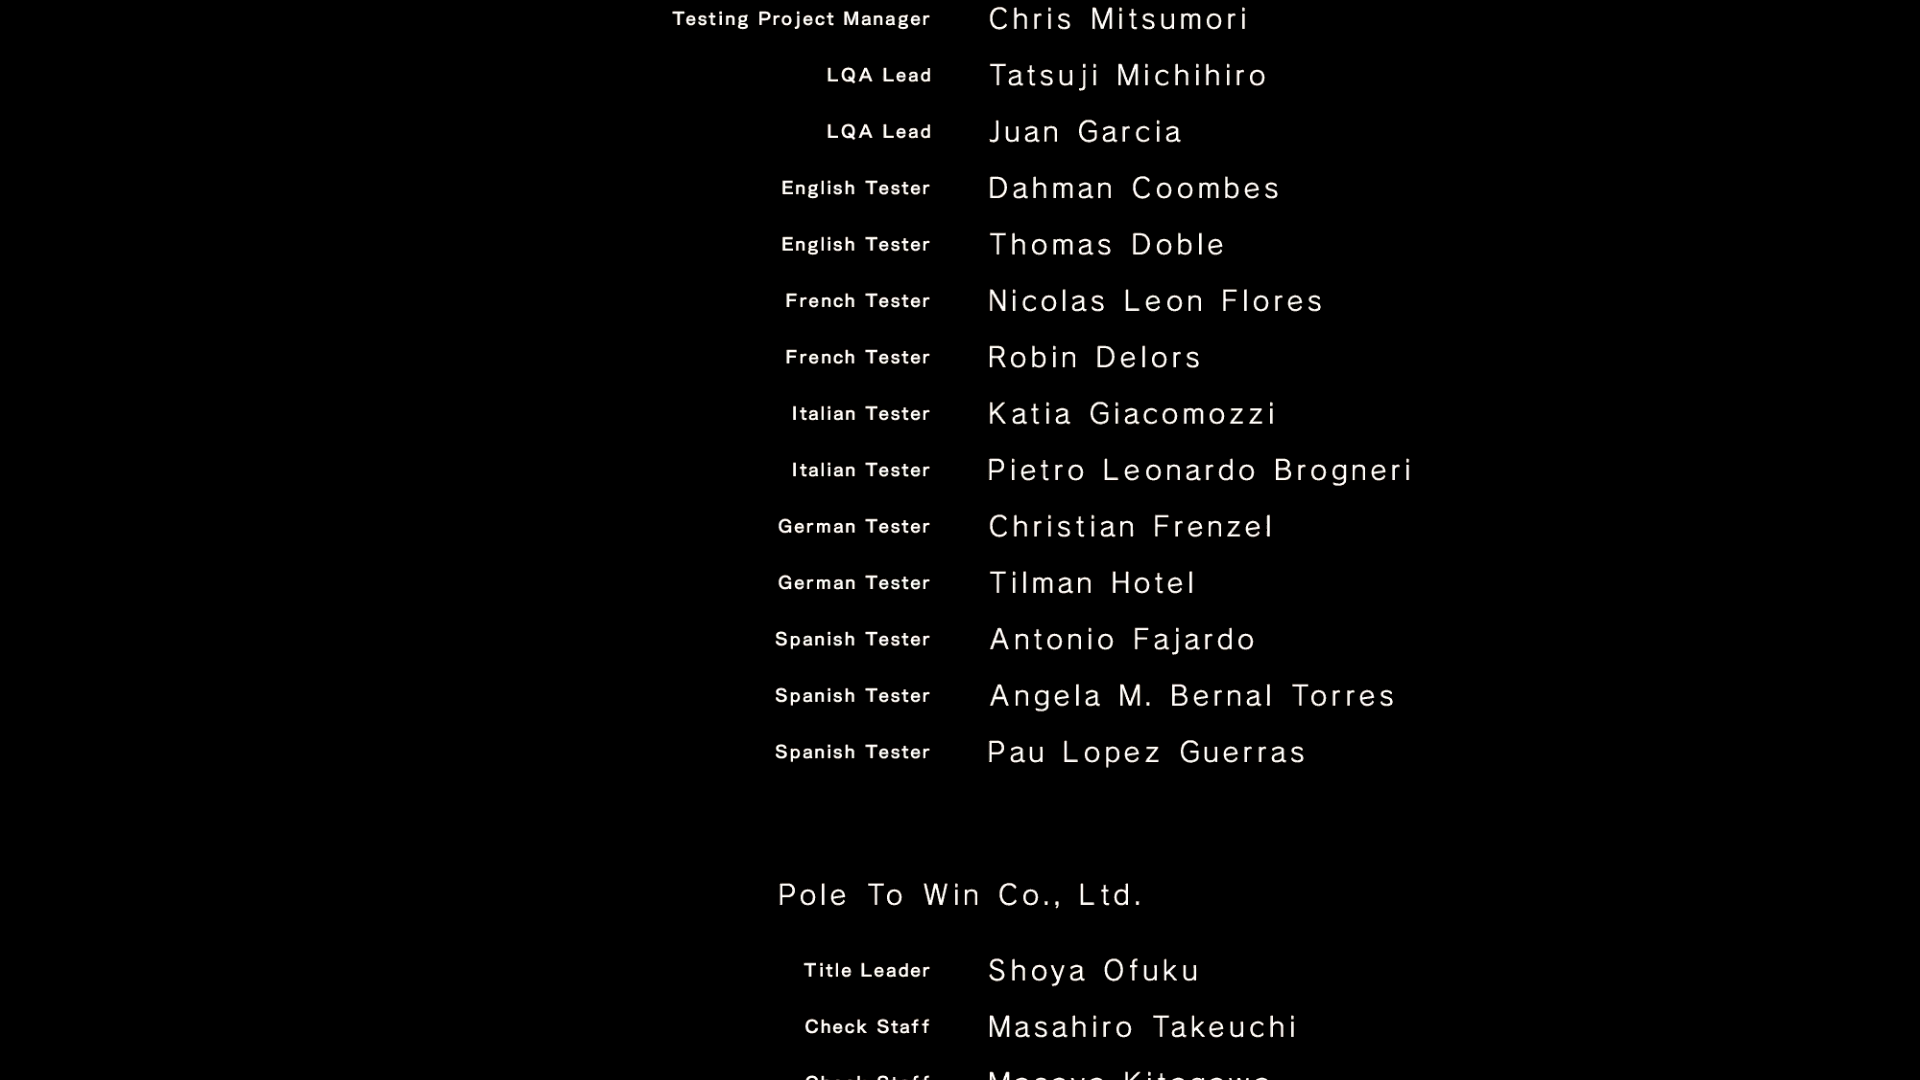 Testing Project Manager Chris Mitsumori
LQA Lead Tatsuji Michihiro
LQA Lead Juan Garcia
English Tester Dahman Coombes
English Tester Thomas Doble
French Tester Nicolas Leon Flores
French Tester Robin Delors
Italian Tester Katia Giacomozzi
Italian Tester Pietro Leonardo Brogneri
German Tester Christian Frenzel
German Tester Tilman Hotel
Spanish Tester Antonio Fajardo
Spanish Tester Angela M. Bernal Torres
Spanish Tester Pau Lopez Guerras
Pole To Win Co., Ltd.
Title Leader Shoya Ofuku
Check Staff Masahiro Takeuchi
Check Staff